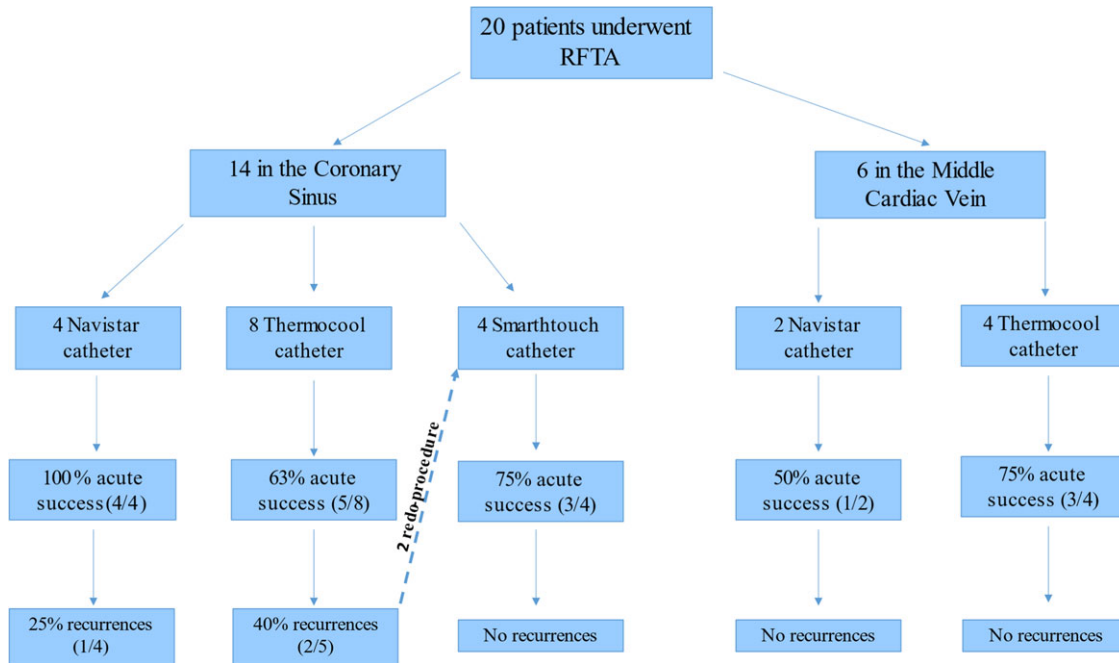 20 patients underwent
RFTA
14 in the Coronary
Sinus
6 in the Middle
Cardiac Vein
4 Navistar
catheter
8 Thermocool
catheter
4 Smarthtouch
catheter
2 Navistar
catheter
4 Thermocool
catheter
2 redo-procedure
100% acute
success (4/4)
63% acute
success (5/8)
75% acute
success (3/4)
50% acute
success (1/2)
75% acute
success (3/4)
25% recurrences
(1/4)
40% recurrences
(2/5)
No recurrences
No recurrences
No recurrences